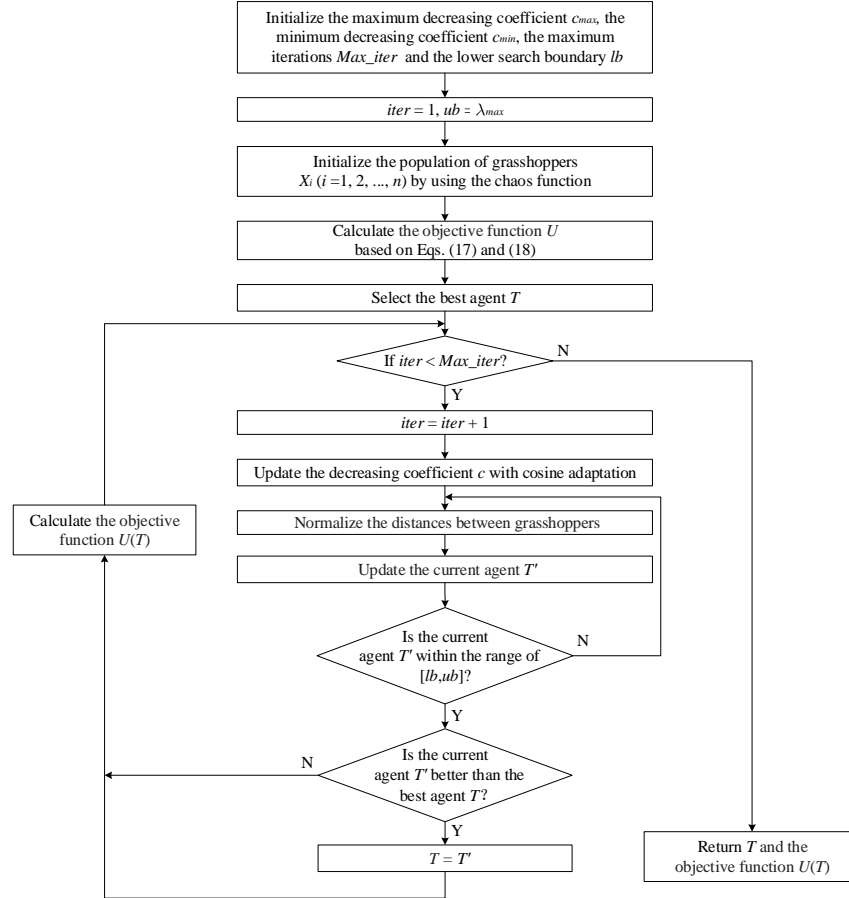 Initialize the maximum decreasing coefficient cmax, the
minimum decreasing coefficient cmin, the maximum
iterations Max_iter and the lower search boundary lb
iter = 1, ub = λmax
Initialize the population of grasshoppers
Xi (i =1, 2, ..., n) by using the chaos function
Calculate the objective function U
based on Eqs. (17) and (18)
Select the best agent T
If iter < Max_iter?
N
Y
iter = iter + 1
Update the decreasing coefficient c with cosine adaptation
Calculate the objective
function U(T)
Normalize the distances between grasshoppers
Update the current agent T'
Is the current
agent T' within the range of
[lb,ub]?
N
Y
Is the current
agent T' better than the
best agent T?
N
Y
T = T'
Return T and the
objective function U(T)